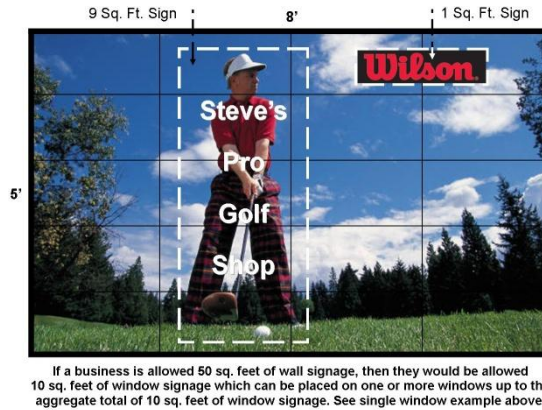 9 Sq. Ft. Sign
8'
1 Sq. Ft. Sign
Wilson
Steve's
Pro
Golf
Shop
5'
If a business is allowed 50 sq. feet of wall signage, then they would be allowed
10 sq. feet of window signage which can be placed on one or more windows up to th
aggregate total of 10 sq. feet of window signage. See single window example above